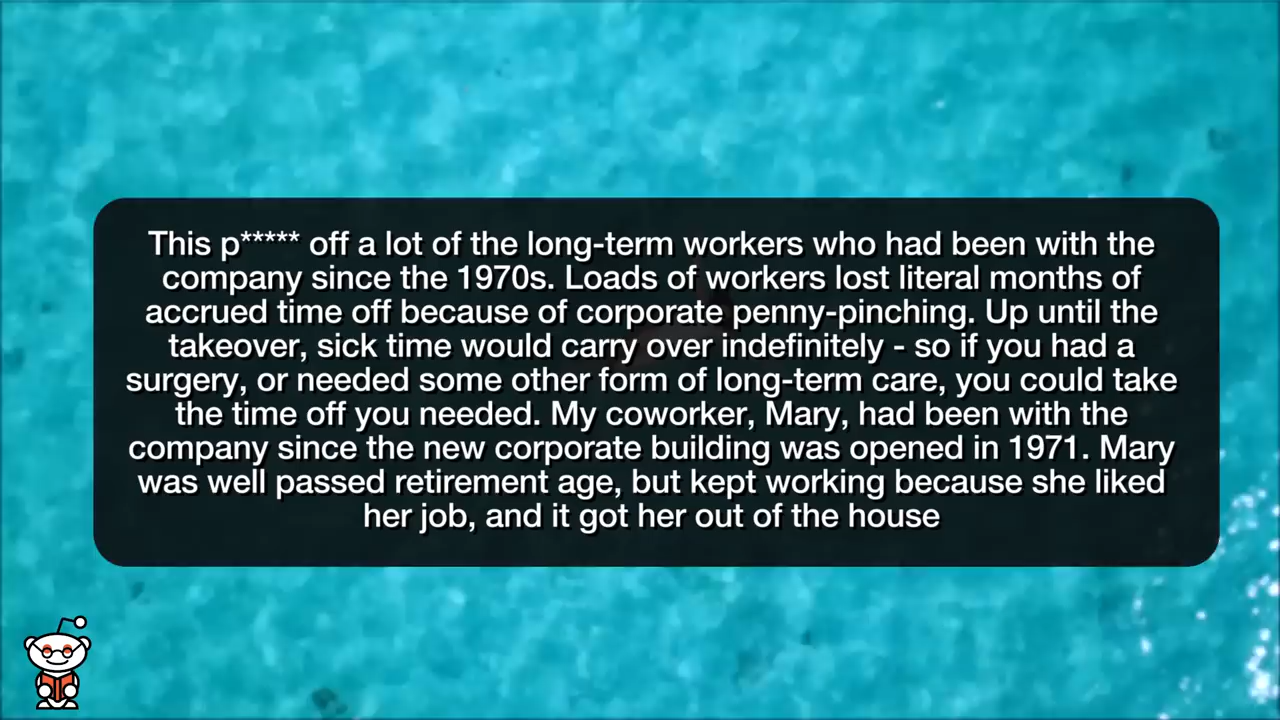 This p***** off a lot of the long-term workers who had been with the
company since the 1970s. Loads of workers lost literal months of
accrued time off because of corporate penny-pinching. Up until the
takeover, sick time would carry over indefinitely - so if you had a
surgery, or needed some other form of long-term care, you could take
the time off you needed. My coworker, Mary, had been with the
company since the new corporate building was opened in 1971. Mary
was well passed retirement age, but kept working because she liked
her job, and it got her out of the house